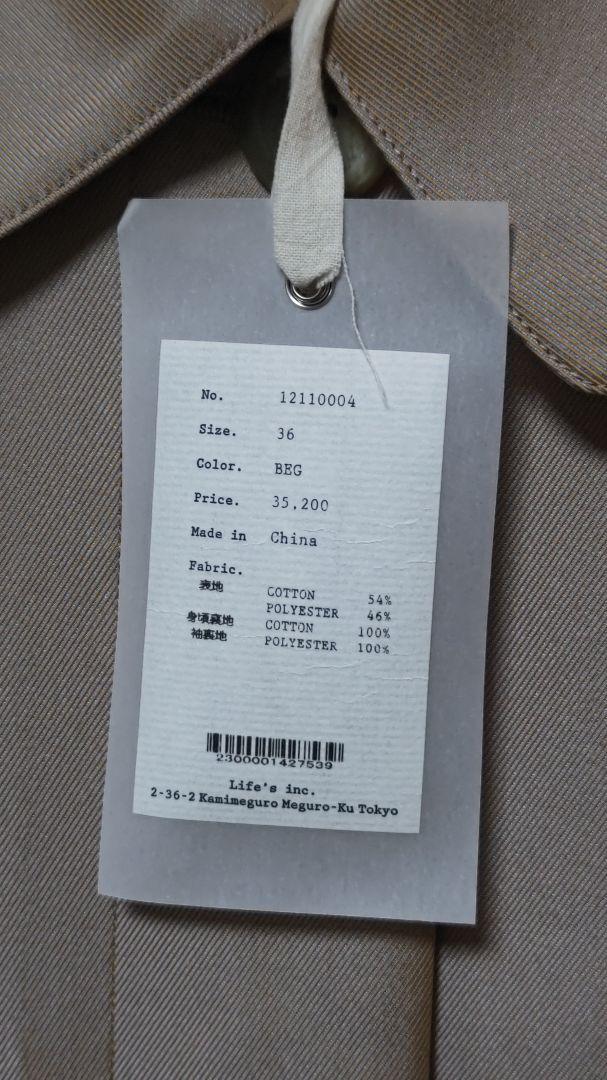 No. 12110004
Size. 36
Color. BEG
Price. 35,200
Made in China
Fabric.
表地 COTTON 54%
POLYESTER 46%
身頃裏地 COTTON 100%
袖裏地 POLYESTER 100%
2300001427539
Life's inc.
2-36-2 Kamimeguro Meguro-Ku Tokyo